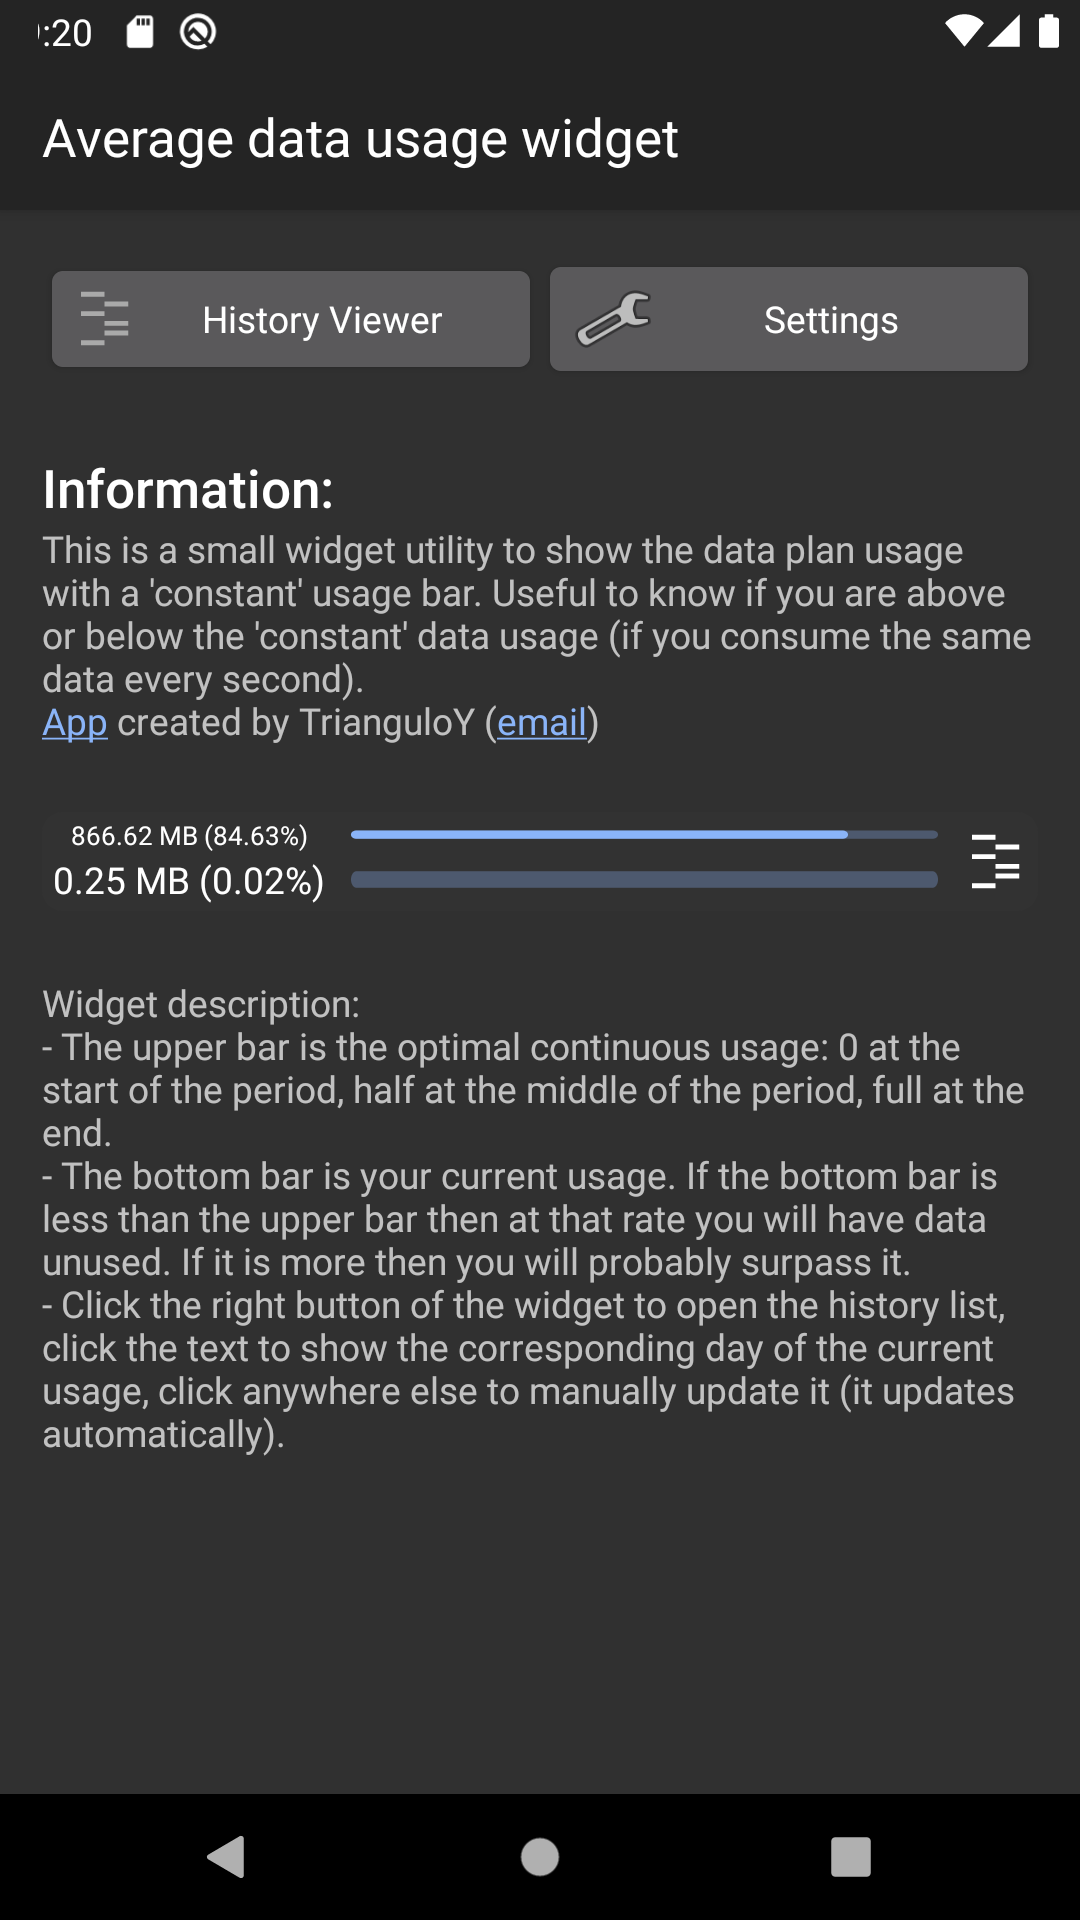 :20
Average data usage widget
History Viewer
Settings
Information:
This is a small widget utility to show the data plan usage
with a 'constant' usage bar. Useful to know if you are above
or below the 'constant' data usage (if you consume the same
data every second).
App created by TrianguloY (email)
866.62 MB (84.63%)
0.25 MB (0.02%)
Widget description:
- The upper bar is the optimal continuous usage: 0 at the
start of the period, half at the middle of the period, full at the
end.
- The bottom bar is your current usage. If the bottom bar is
less than the upper bar then at that rate you will have data
unused. If it is more then you will probably surpass it.
- Click the right button of the widget to open the history list,
click the text to show the corresponding day of the current
usage, click anywhere else to manually update it (it updates
automatically).